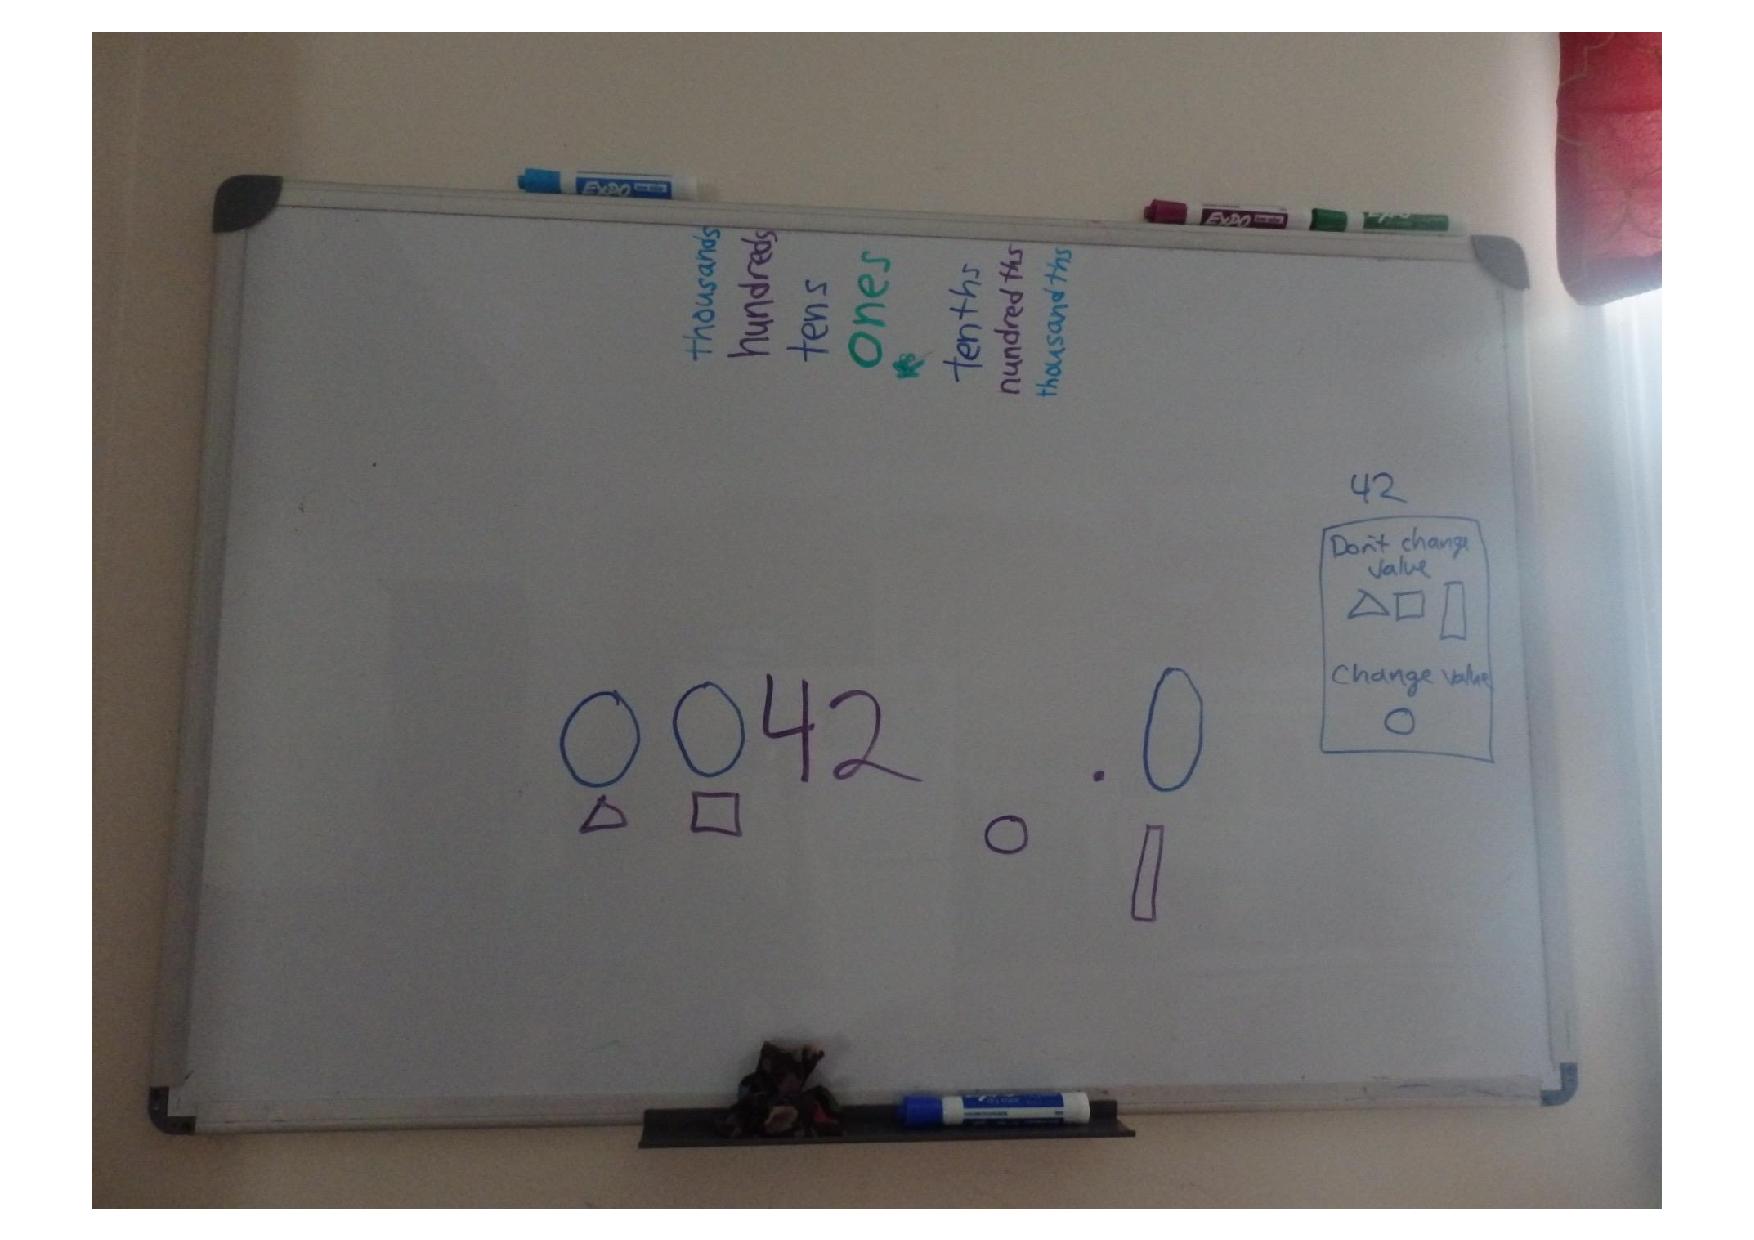 EXPO
EXPO
EXPO
thousands
hundreds
tens
ones
tenths
hundredths
thousandths
42
Don't change
value
Change value
0042 .0